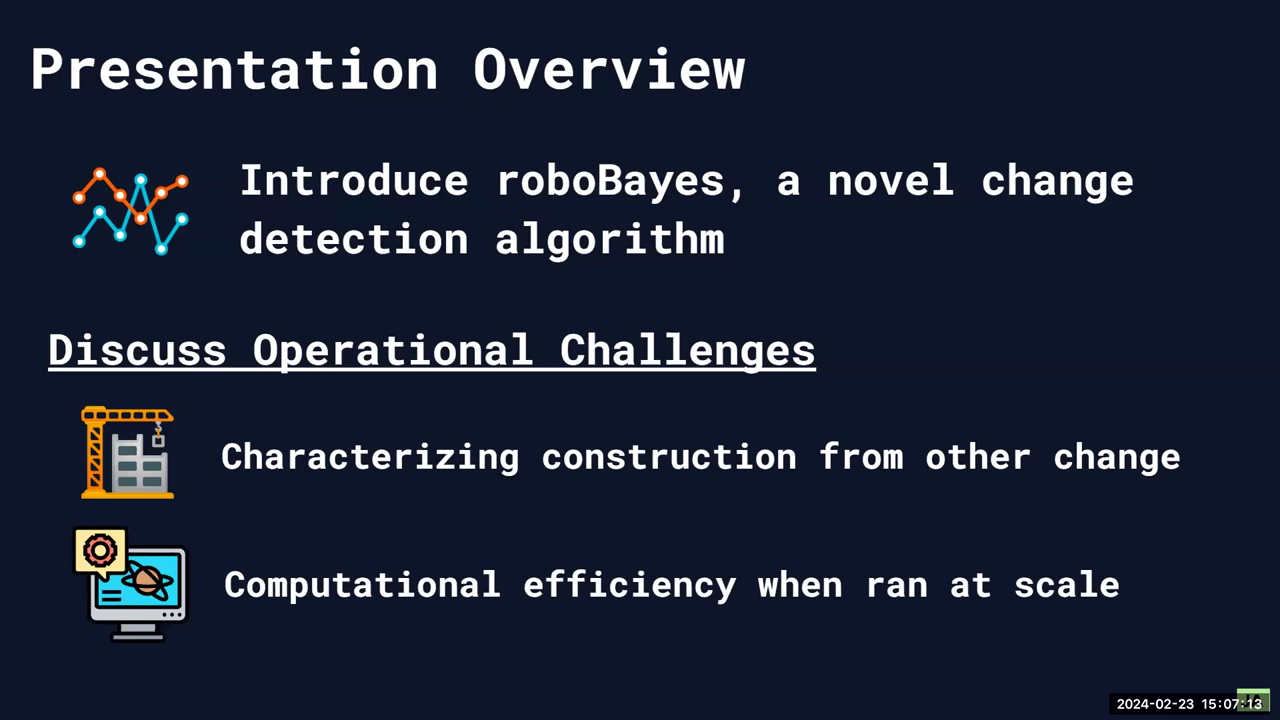 Presentation Overview
Introduce roboBayes, a novel change
detection algorithm
Discuss Operational Challenges
Characterizing construction from other change
Computational efficiency when ran at scale
2024-02-23 15:07:13